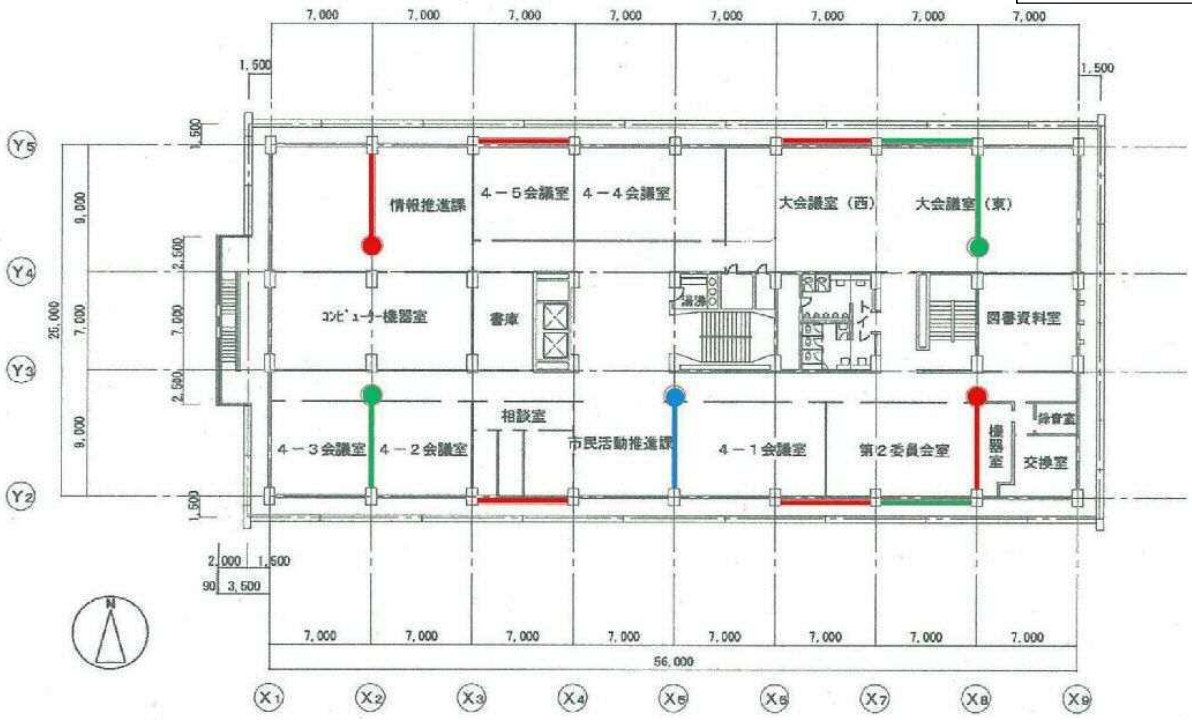 7,000 7,000 7,000 7,000 7,000 7,000 7,000 7,000
1,500 1,500
Y5 1,500
情報推進課 4-5会議室 4-4会議室 大会議室(西) 大会議室(東)
9,000
2,500
Y4
26,000 7,000 7,000
コンピューター機器室 書庫 湯沸 トイレ 図書資料室
Y3
2,500
9,000
相談室 録音室
4-3会議室 4-2会議室 市民活動推進課 4-1会議室 第2委員会室 機器室 交換室
Y2
1,500
2,000 1,500
90 3,500
N
7,000 7,000 7,000 7,000 7,000 7,000 7,000 7,000
56,000
X1 X2 X3 X4 X5 X6 X7 X8 X9